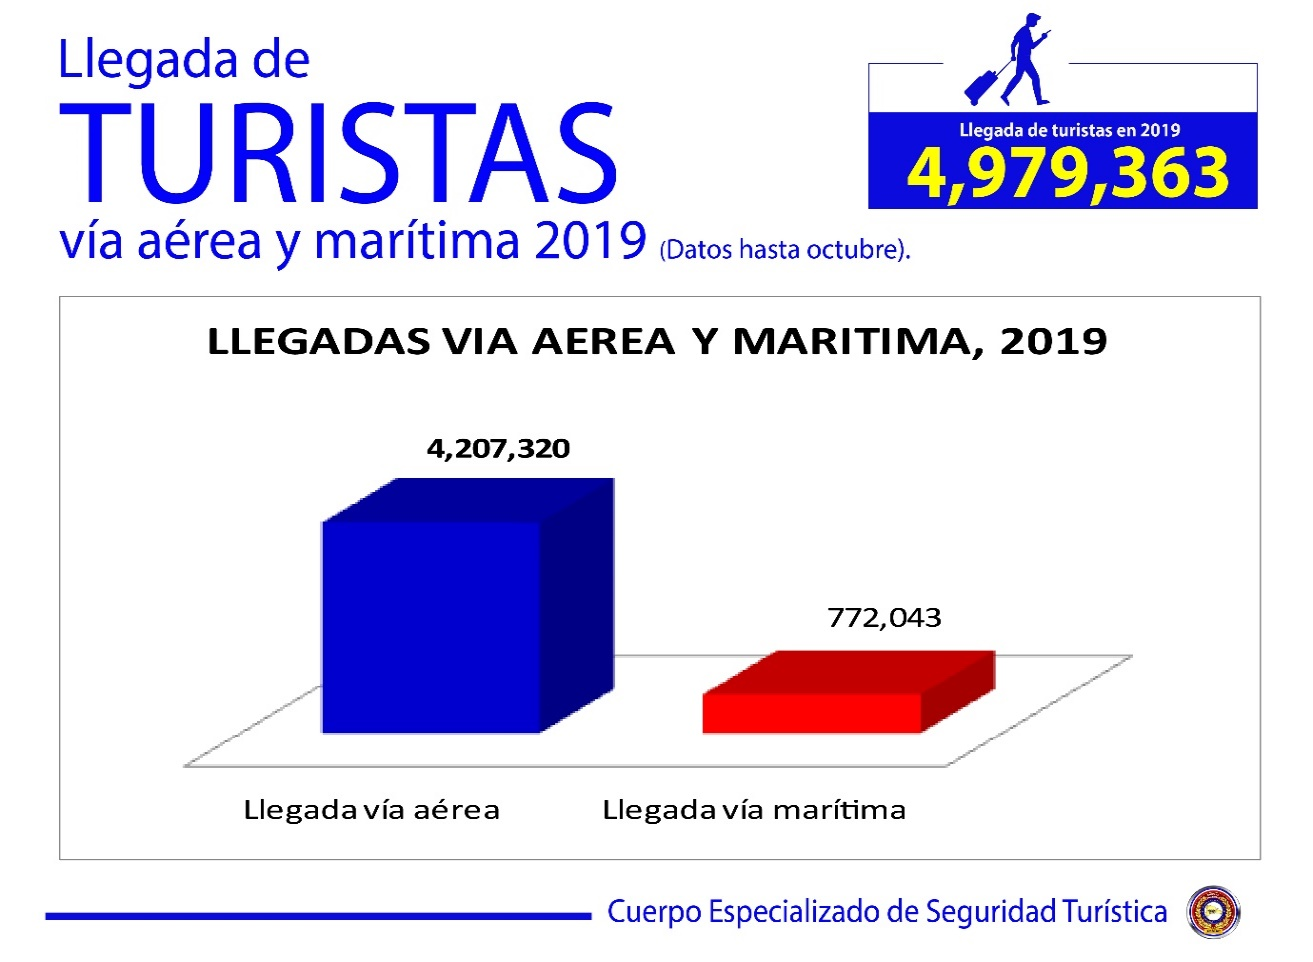 Llegada de
TURISTAS
vía aérea y marítima 2019 (Datos hasta octubre).
Llegada de turistas en 2019
4,979,363
LLEGADAS VIA AEREA Y MARITIMA, 2019
4,207,320
772,043
Llegada vía aérea
Llegada vía marítima
Cuerpo Especializado de Seguridad Turística